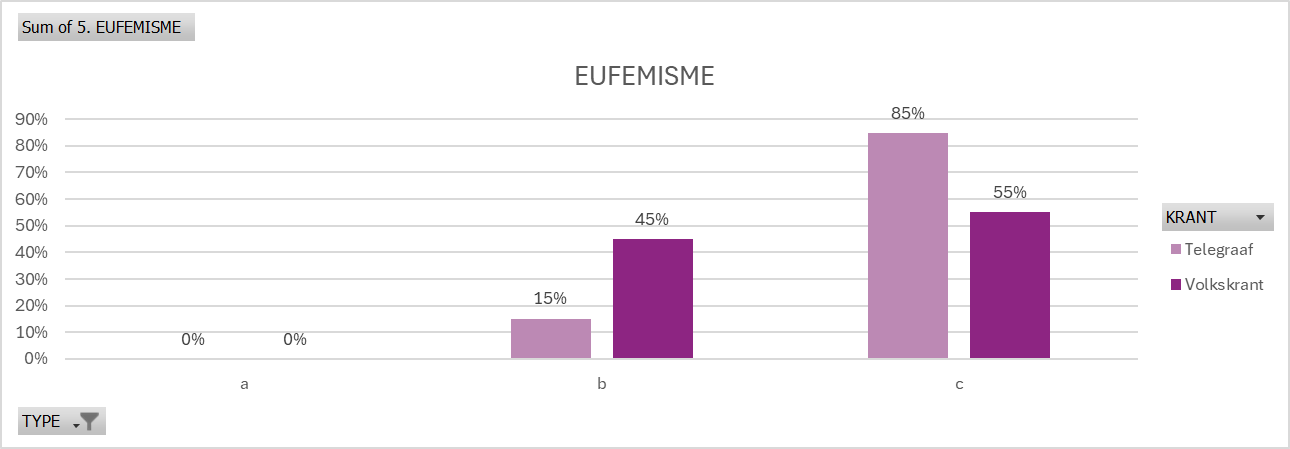 Sum of 5. EUFEMISME
EUFEMISME
90%
80%
70%
60%
50%
40%
30%
20%
10%
0%
0%
0%
15%
45%
85%
55%
a
b
c
KRANT
Telegraaf
Volkskrant
TYPE